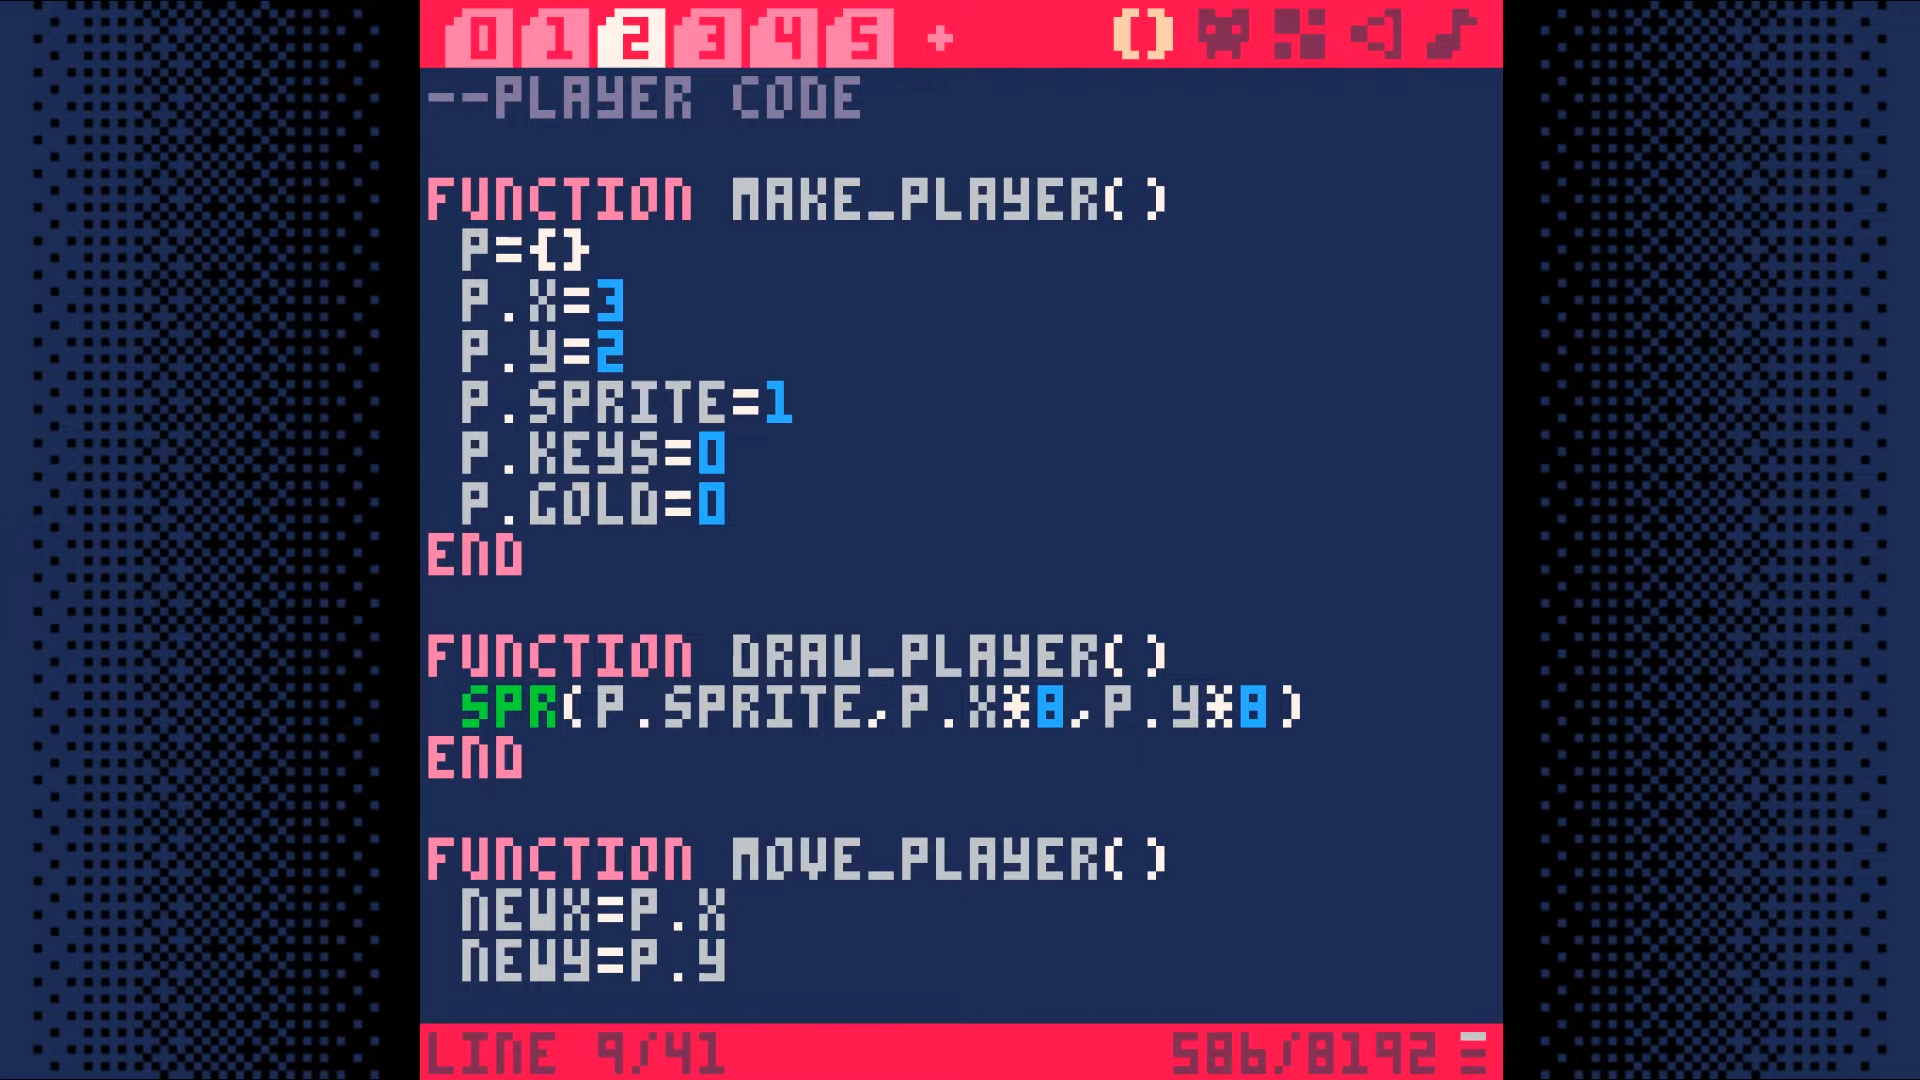 0 1 2 3 4 5 +
--PLAYER CODE
FUNCTION MAKE_PLAYER()
P={}
P.X=3
P.Y=2
P.SPRITE=1
P.KEYS=0
P.GOLD=0
END
FUNCTION DRAW_PLAYER()
SPR(P.SPRITE,P.X*8,P.Y*8)
END
FUNCTION MOVE_PLAYER()
NEWX=P.X
NEWY=P.Y
LINE 9/41 586/8192